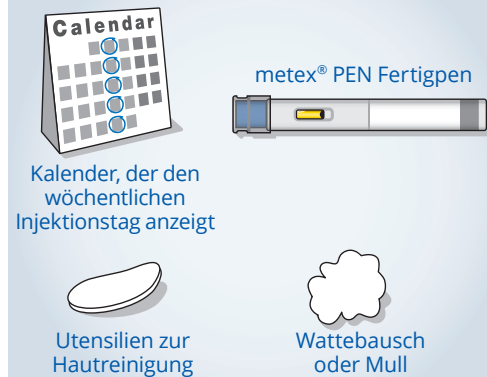 Calendar
metex® PEN Fertigpen
Kalender, der den
wöchentlichen
Injektionstag anzeigt
Utensilien zur
Hautreinigung
Wattebausch
oder Mull